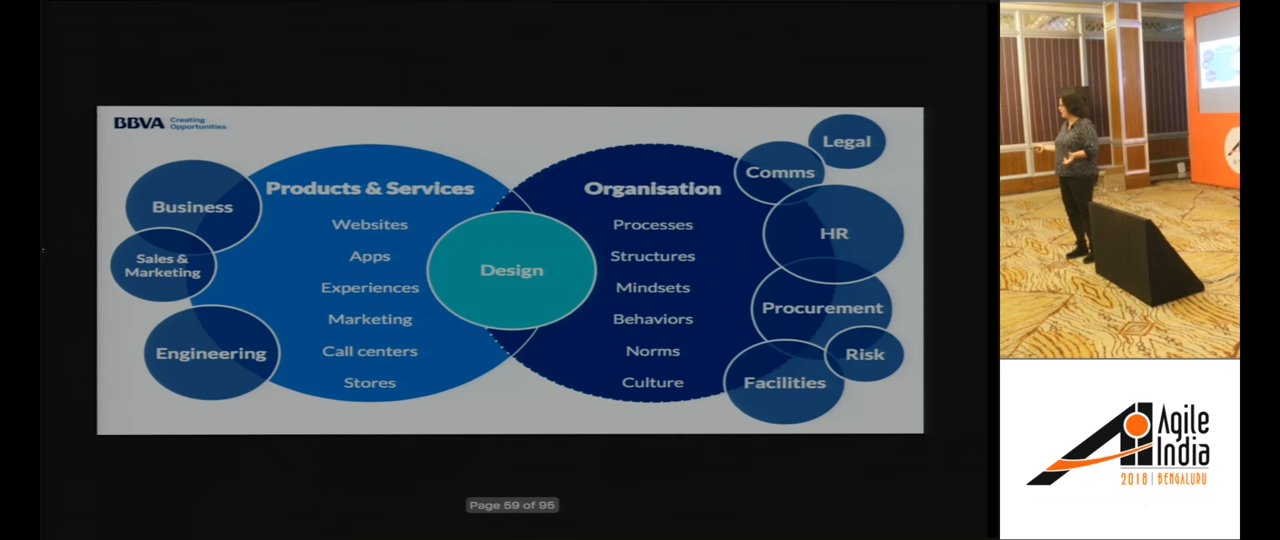 BBVA
Creating
Opportunities
Products & Services
Websites
Apps
Experiences
Marketing
Call centers
Stores
Business
Sales &
Marketing
Engineering
Design
Organisation
Processes
Structures
Mindsets
Behaviors
Norms
Culture
Legal
Comms
HR
Procurement
Risk
Facilities
Page 59 of 95
Agile
India
2018 | BENGALURU